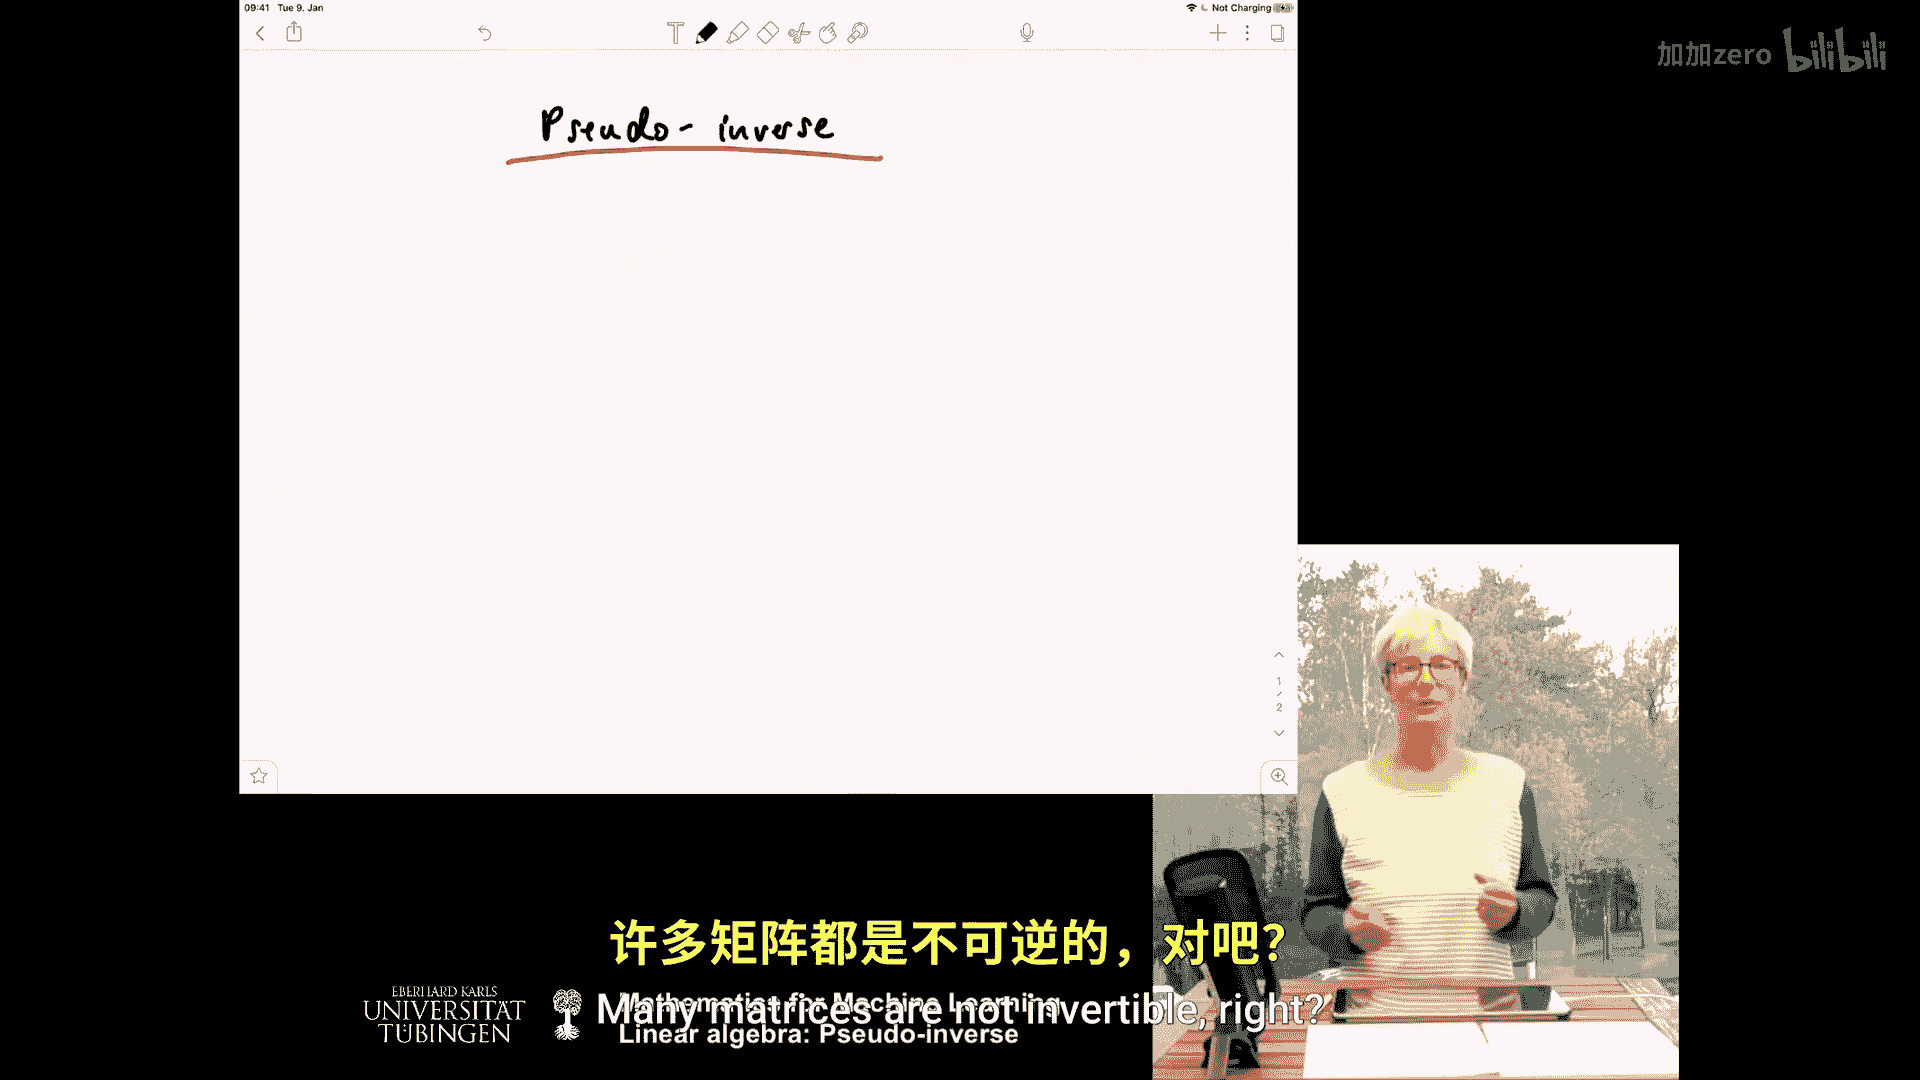 09:41 Tue 9. Jan
Not Charging
加加zero bilibili
Pseudo-inverse
1
/
2
许多矩阵都是不可逆的，对吧？
Many matrices are not invertible, right?
EBERHARD KARLS
UNIVERSITÄT
TÜBINGEN
Mathematics for Machine Learning
Linear algebra: Pseudo-inverse